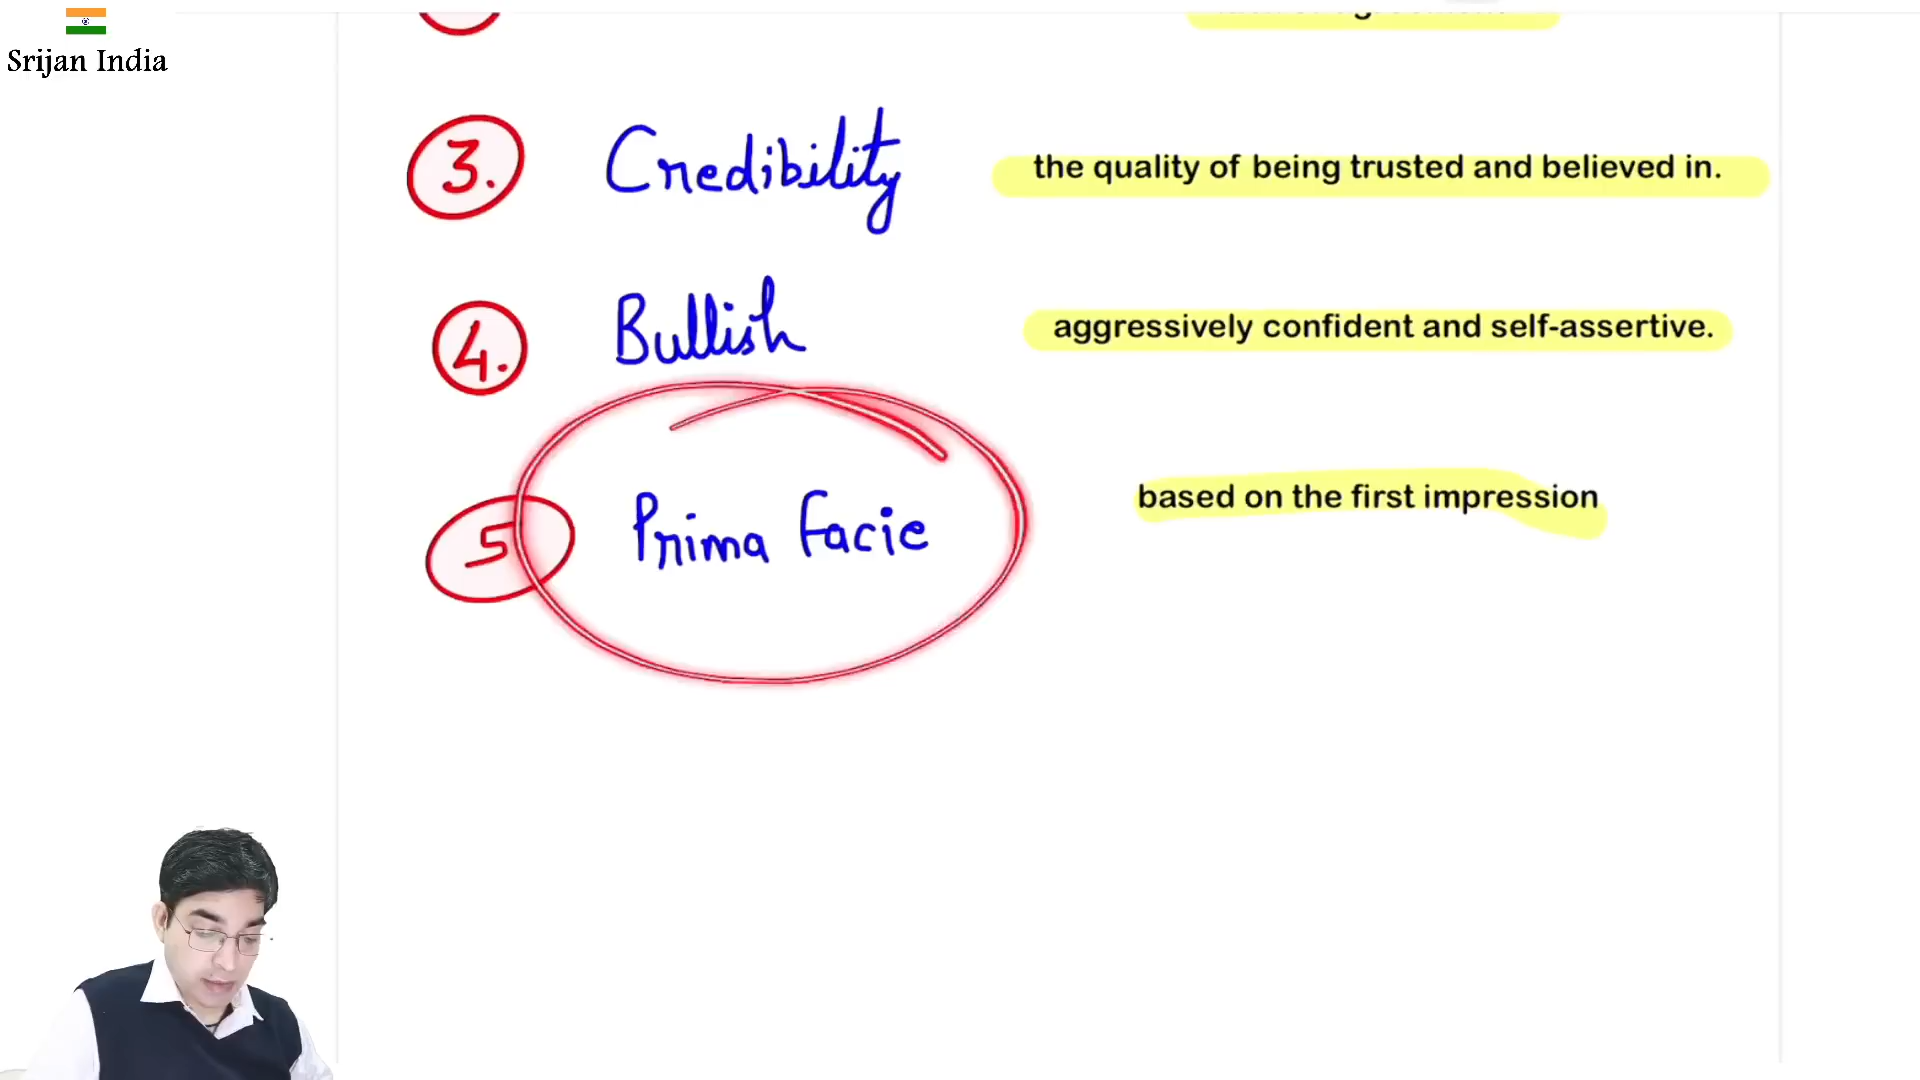 Srijan India
3.
Credibility
the quality of being trusted and believed in.
4.
Bullish
aggressively confident and self-assertive.
5
Prima Facie
based on the first impression